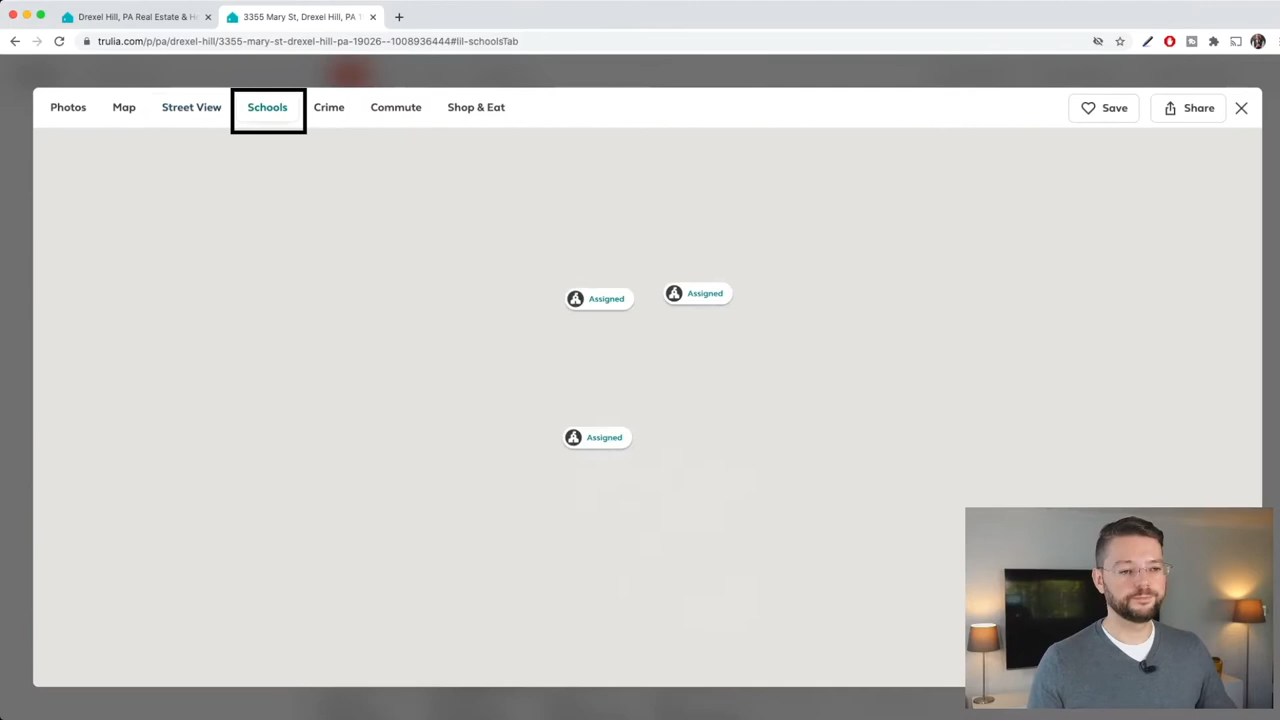 Drexel Hill, PA Real Estate & H
3355 Mary St, Drexel Hill, PA
trulia.com/p/pa/drexel-hill/3355-mary-st-drexel-hill-pa-19026--1008936444#lil-schoolsTab
Photos Map Street View Schools Crime Commute Shop & Eat Save Share
Assigned
Assigned
Assigned